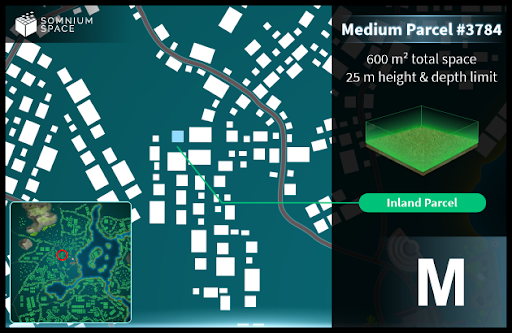 SOMNIUM
SPACE
Medium Parcel #3784
600 m² total space
25 m height & depth limit
Inland Parcel
M